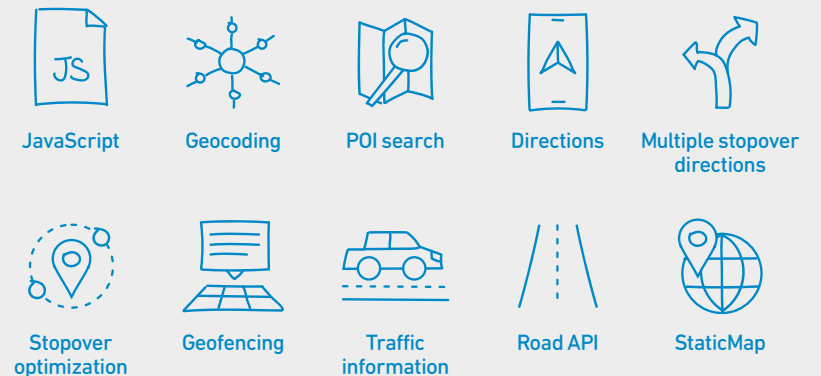 JS
JavaScript
Geocoding
POI search
Directions
Multiple stopover
directions
Stopover
optimization
Geofencing
Traffic
information
Road API
StaticMap